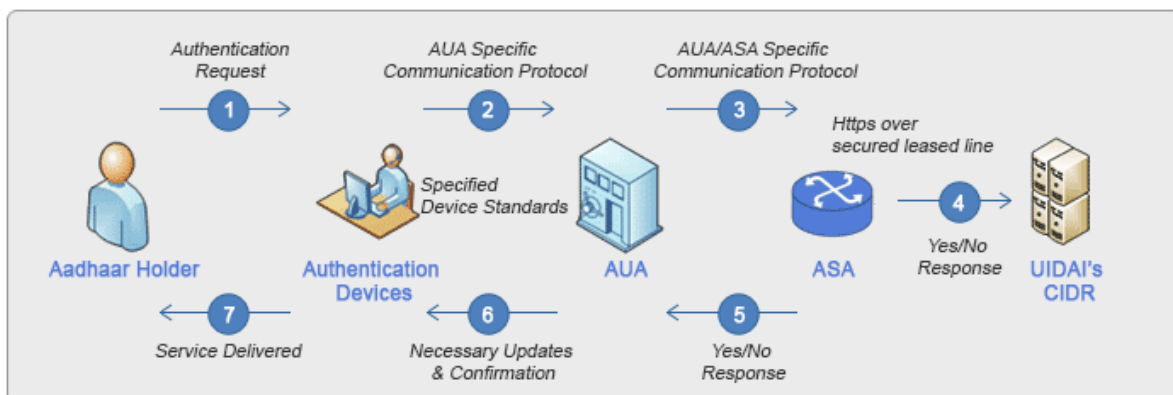 Authentication
Request
1
AUA Specific
Communication Protocol
2
AUA/ASA Specific
Communication Protocol
3
Https over
secured leased line
4
Yes/No
Response
Specified
Device Standards
Aadhaar Holder
Authentication
Devices
AUA
ASA
UIDAI's
CIDR
7
Service Delivered
6
Necessary Updates
& Confirmation
5
Yes/No
Response